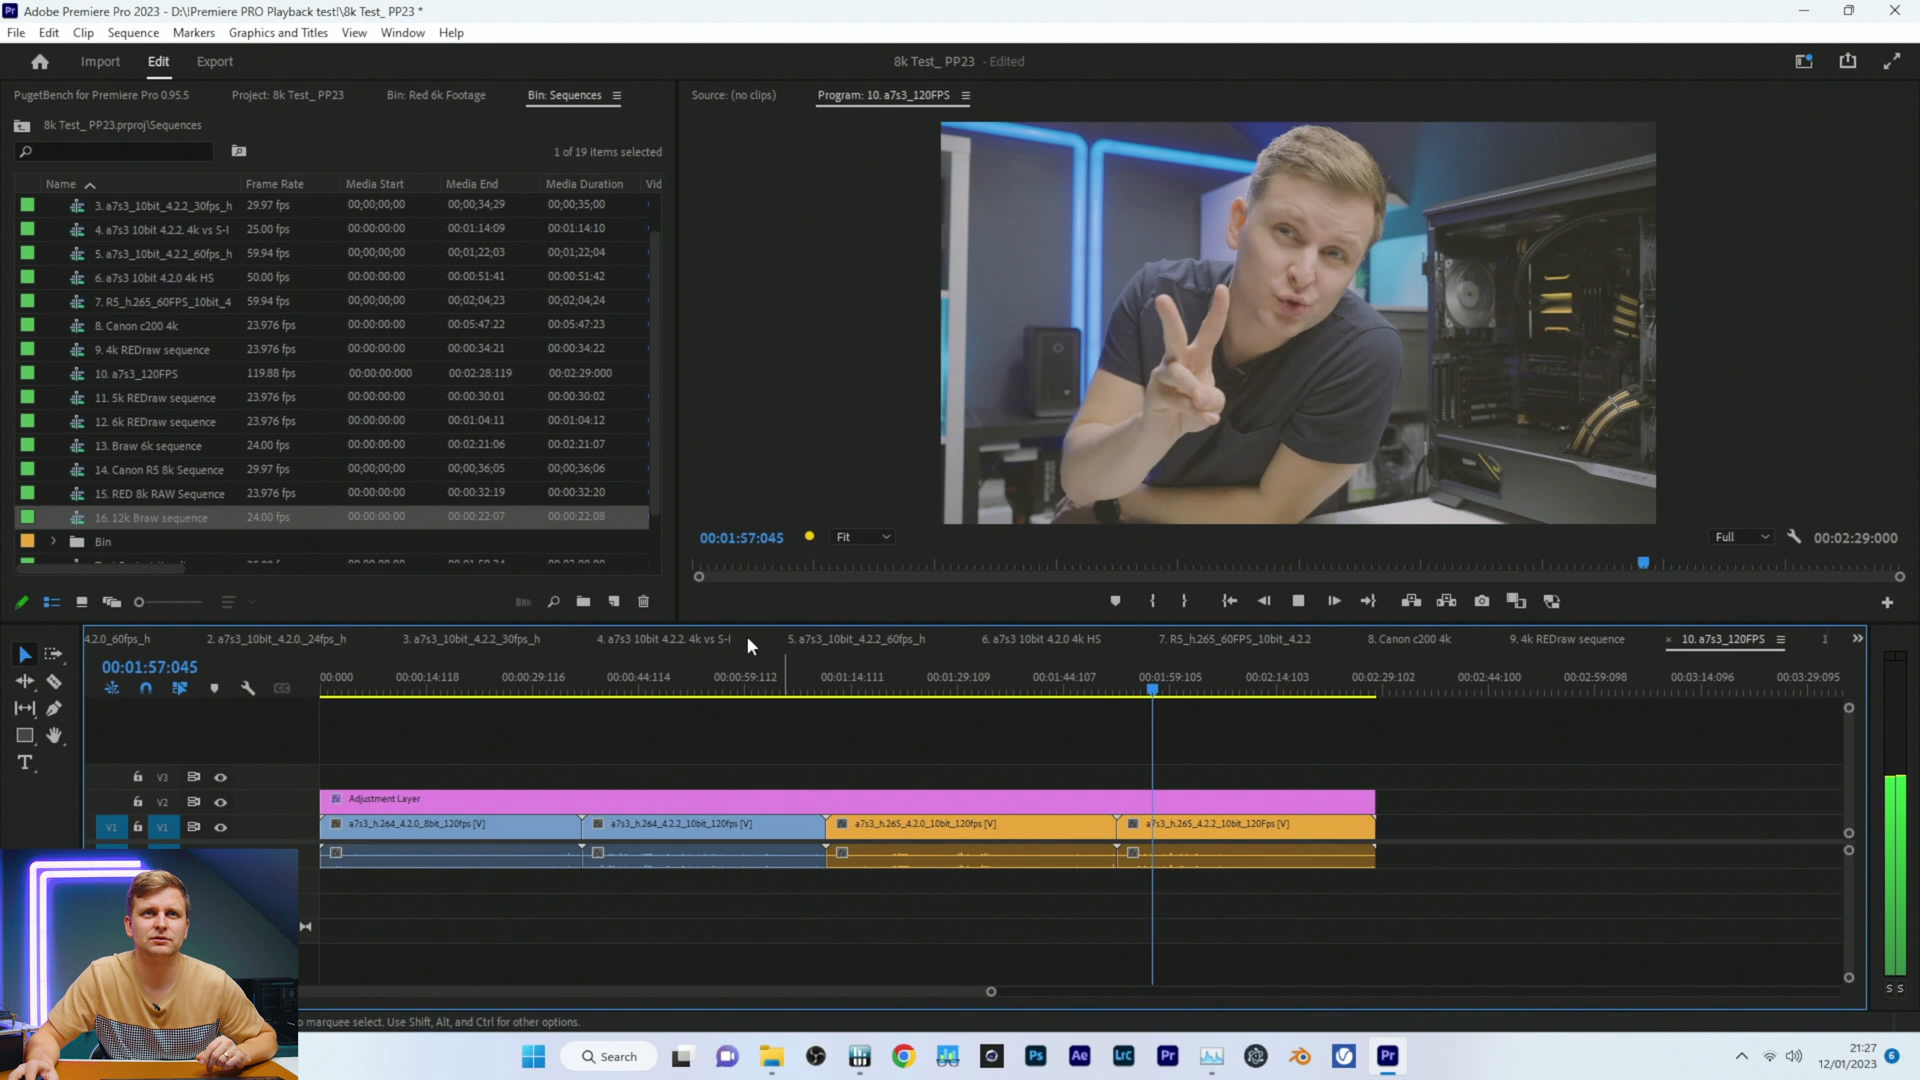 Adobe Premiere Pro 2023 - D:\!Premiere PRO Playback test!\8k Test_ PP23 *
File Edit Clip Sequence Markers Graphics and Titles View Window Help
Import Edit Export
8k Test_ PP23 - Edited
PugetBench for Premiere Pro 0.95.5 Project: 8k Test_ PP23 Bin: Red 6k Footage Bin: Sequences
Source: (no clips) Program: 10. a7s3_120FPS
8k Test_ PP23.prproj\Sequences
1 of 19 items selected
Name Frame Rate Media Start Media End Media Duration Vid
3. a7s3_10bit_4.2.2_30fps_h 29.97 fps 00;00;00;00 00;00;34;29 00;00;35;00
4. a7s3 10bit 4.2.2. 4k vs S-I 25.00 fps 00:00:00:00 00:01:14:09 00:01:14:10
5. a7s3_10bit_4.2.2_60fps_h 59.94 fps 00;00;00;00 00;01;22;03 00;01;22;04
6. a7s3 10bit 4.2.0 4k HS 50.00 fps 00:00:00:00 00:00:51:41 00:00:51:42
7. R5_h.265_60FPS_10bit_4 59.94 fps 00;00;00;00 00;02;04;23 00;02;04;24
8. Canon c200 4k 23.976 fps 00:00:00:00 00:05:47:22 00:05:47:23
9. 4k REDraw sequence 23.976 fps 00:00:00:00 00:00:34:21 00:00:34:22
10. a7s3_120FPS 119.88 fps 00:00:00:000 00:02:28:119 00:02:29:000
11. 5k REDraw sequence 23.976 fps 00:00:00:00 00:00:30:01 00:00:30:02
12. 6k REDraw sequence 23.976 fps 00:00:00:00 00:01:04:11 00:01:04:12
13. Braw 6k sequence 24.00 fps 00:00:00:00 00:02:21:06 00:02:21:07
14. Canon R5 8k Sequence 29.97 fps 00;00;00;00 00;00;36;05 00;00;36;06
15. RED 8k RAW Sequence 23.976 fps 00:00:00:00 00:00:32:19 00:00:32:20
16. 12k Braw sequence 24.00 fps 00:00:00:00 00:00:22:07 00:00:22:08
Bin
00:01:57:045 Fit Full 00:02:29:000
4.2.0_60fps_h 2. a7s3_10bit_4.2.0._24fps_h 3. a7s3_10bit_4.2.2_30fps_h 4. a7s3 10bit 4.2.2. 4k vs S-I 5. a7s3_10bit_4.2.2_60fps_h 6. a7s3 10bit 4.2.0 4k HS 7. R5_h.265_60FPS_10bit_4.2.2 8. Canon c200 4k 9. 4k REDraw sequence × 10. a7s3_120FPS 1
00:01:57:045
00:000 00:00:14:118 00:00:29:116 00:00:44:114 00:00:59:112 00:01:14:111 00:01:29:109 00:01:44:107 00:01:59:105 00:02:14:103 00:02:29:102 00:02:44:100 00:02:59:098 00:03:14:096 00:03:29:095
V3
V2 Adjustment Layer
V1 V1 a7s3_h.264_4.2.0_8bit_120fps [V] a7s3_h.264_4.2.2_10bit_120fps [V] a7s3_h.265_4.2.0_10bit_120fps [V] a7s3_h.265_4.2.2_10bit_120Fps [V]
S S
o marquee select. Use Shift, Alt, and Ctrl for other options.
Search Ps Ae LrC Pr Pr
21:27
12/01/2023 6